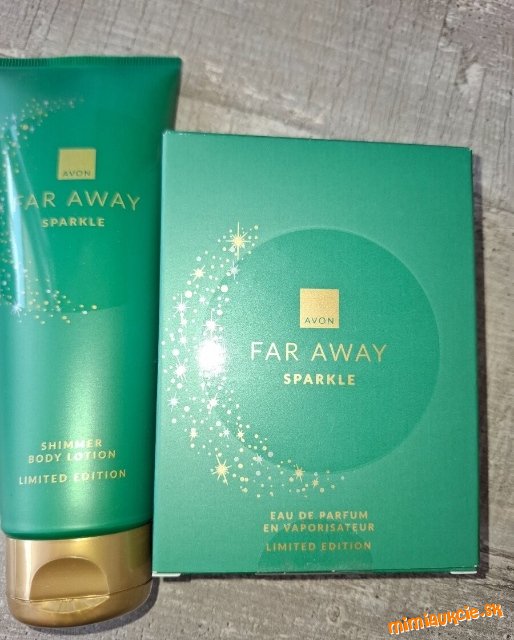 AVON
FAR AWAY
SPARKLE
SHIMMER
BODY LOTION
LIMITED EDITION
AVON
FAR AWAY
SPARKLE
EAU DE PARFUM
EN VAPORISATEUR
LIMITED EDITION
mimiaukcie.sk